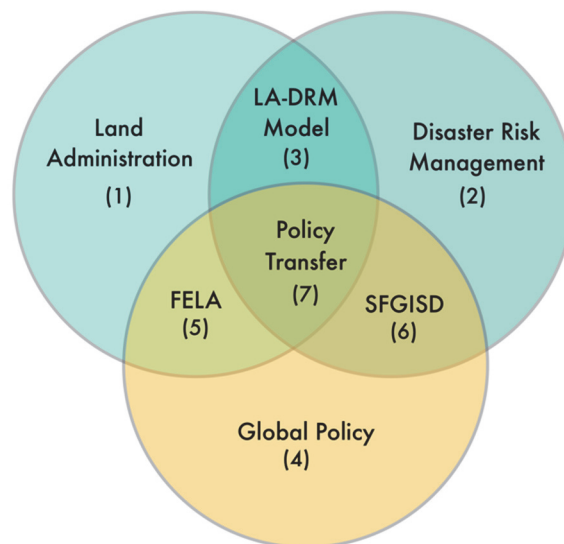 LA-DRM
Model
(3)
Land
Administration
(1)
Disaster Risk
Management
(2)
Policy
Transfer
(7)
FELA
(5)
SFGISD
(6)
Global Policy
(4)